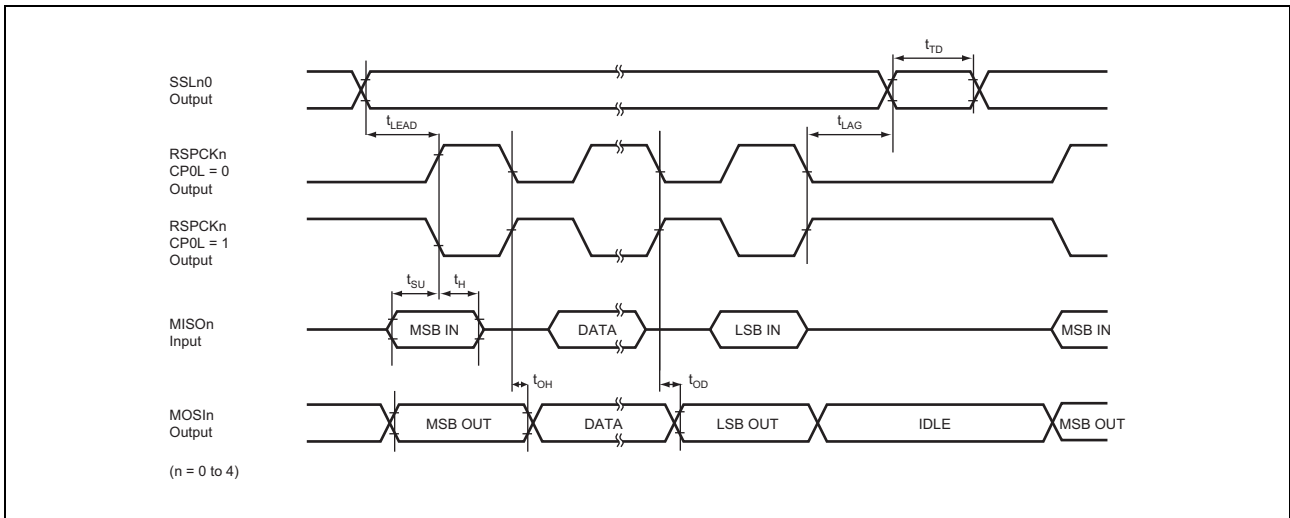 tTD
SSLn0
Output
tLEAD
tLAG
RSPCKn
CP0L = 0
Output
RSPCKn
CP0L = 1
Output
tSU
tH
MISOn
Input
MSB IN
DATA
LSB IN
MSB IN
tOH
tOD
MOSIn
Output
MSB OUT
DATA
LSB OUT
IDLE
MSB OUT
(n = 0 to 4)